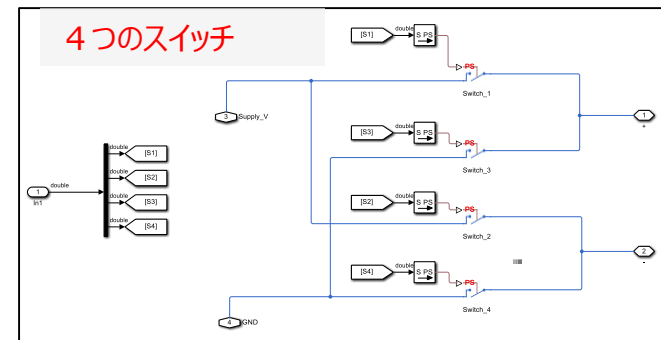 ４つのスイッチ
[S1]
double
S PS
PS
Switch_1
3
Supply_V
1
+
[S3]
double
S PS
PS
Switch_3
double
[S1]
double
[S2]
double
[S3]
double
[S4]
1
double
In1
[S2]
double
S PS
PS
Switch_2
2
-
[S4]
double
S PS
PS
Switch_4
4
GND